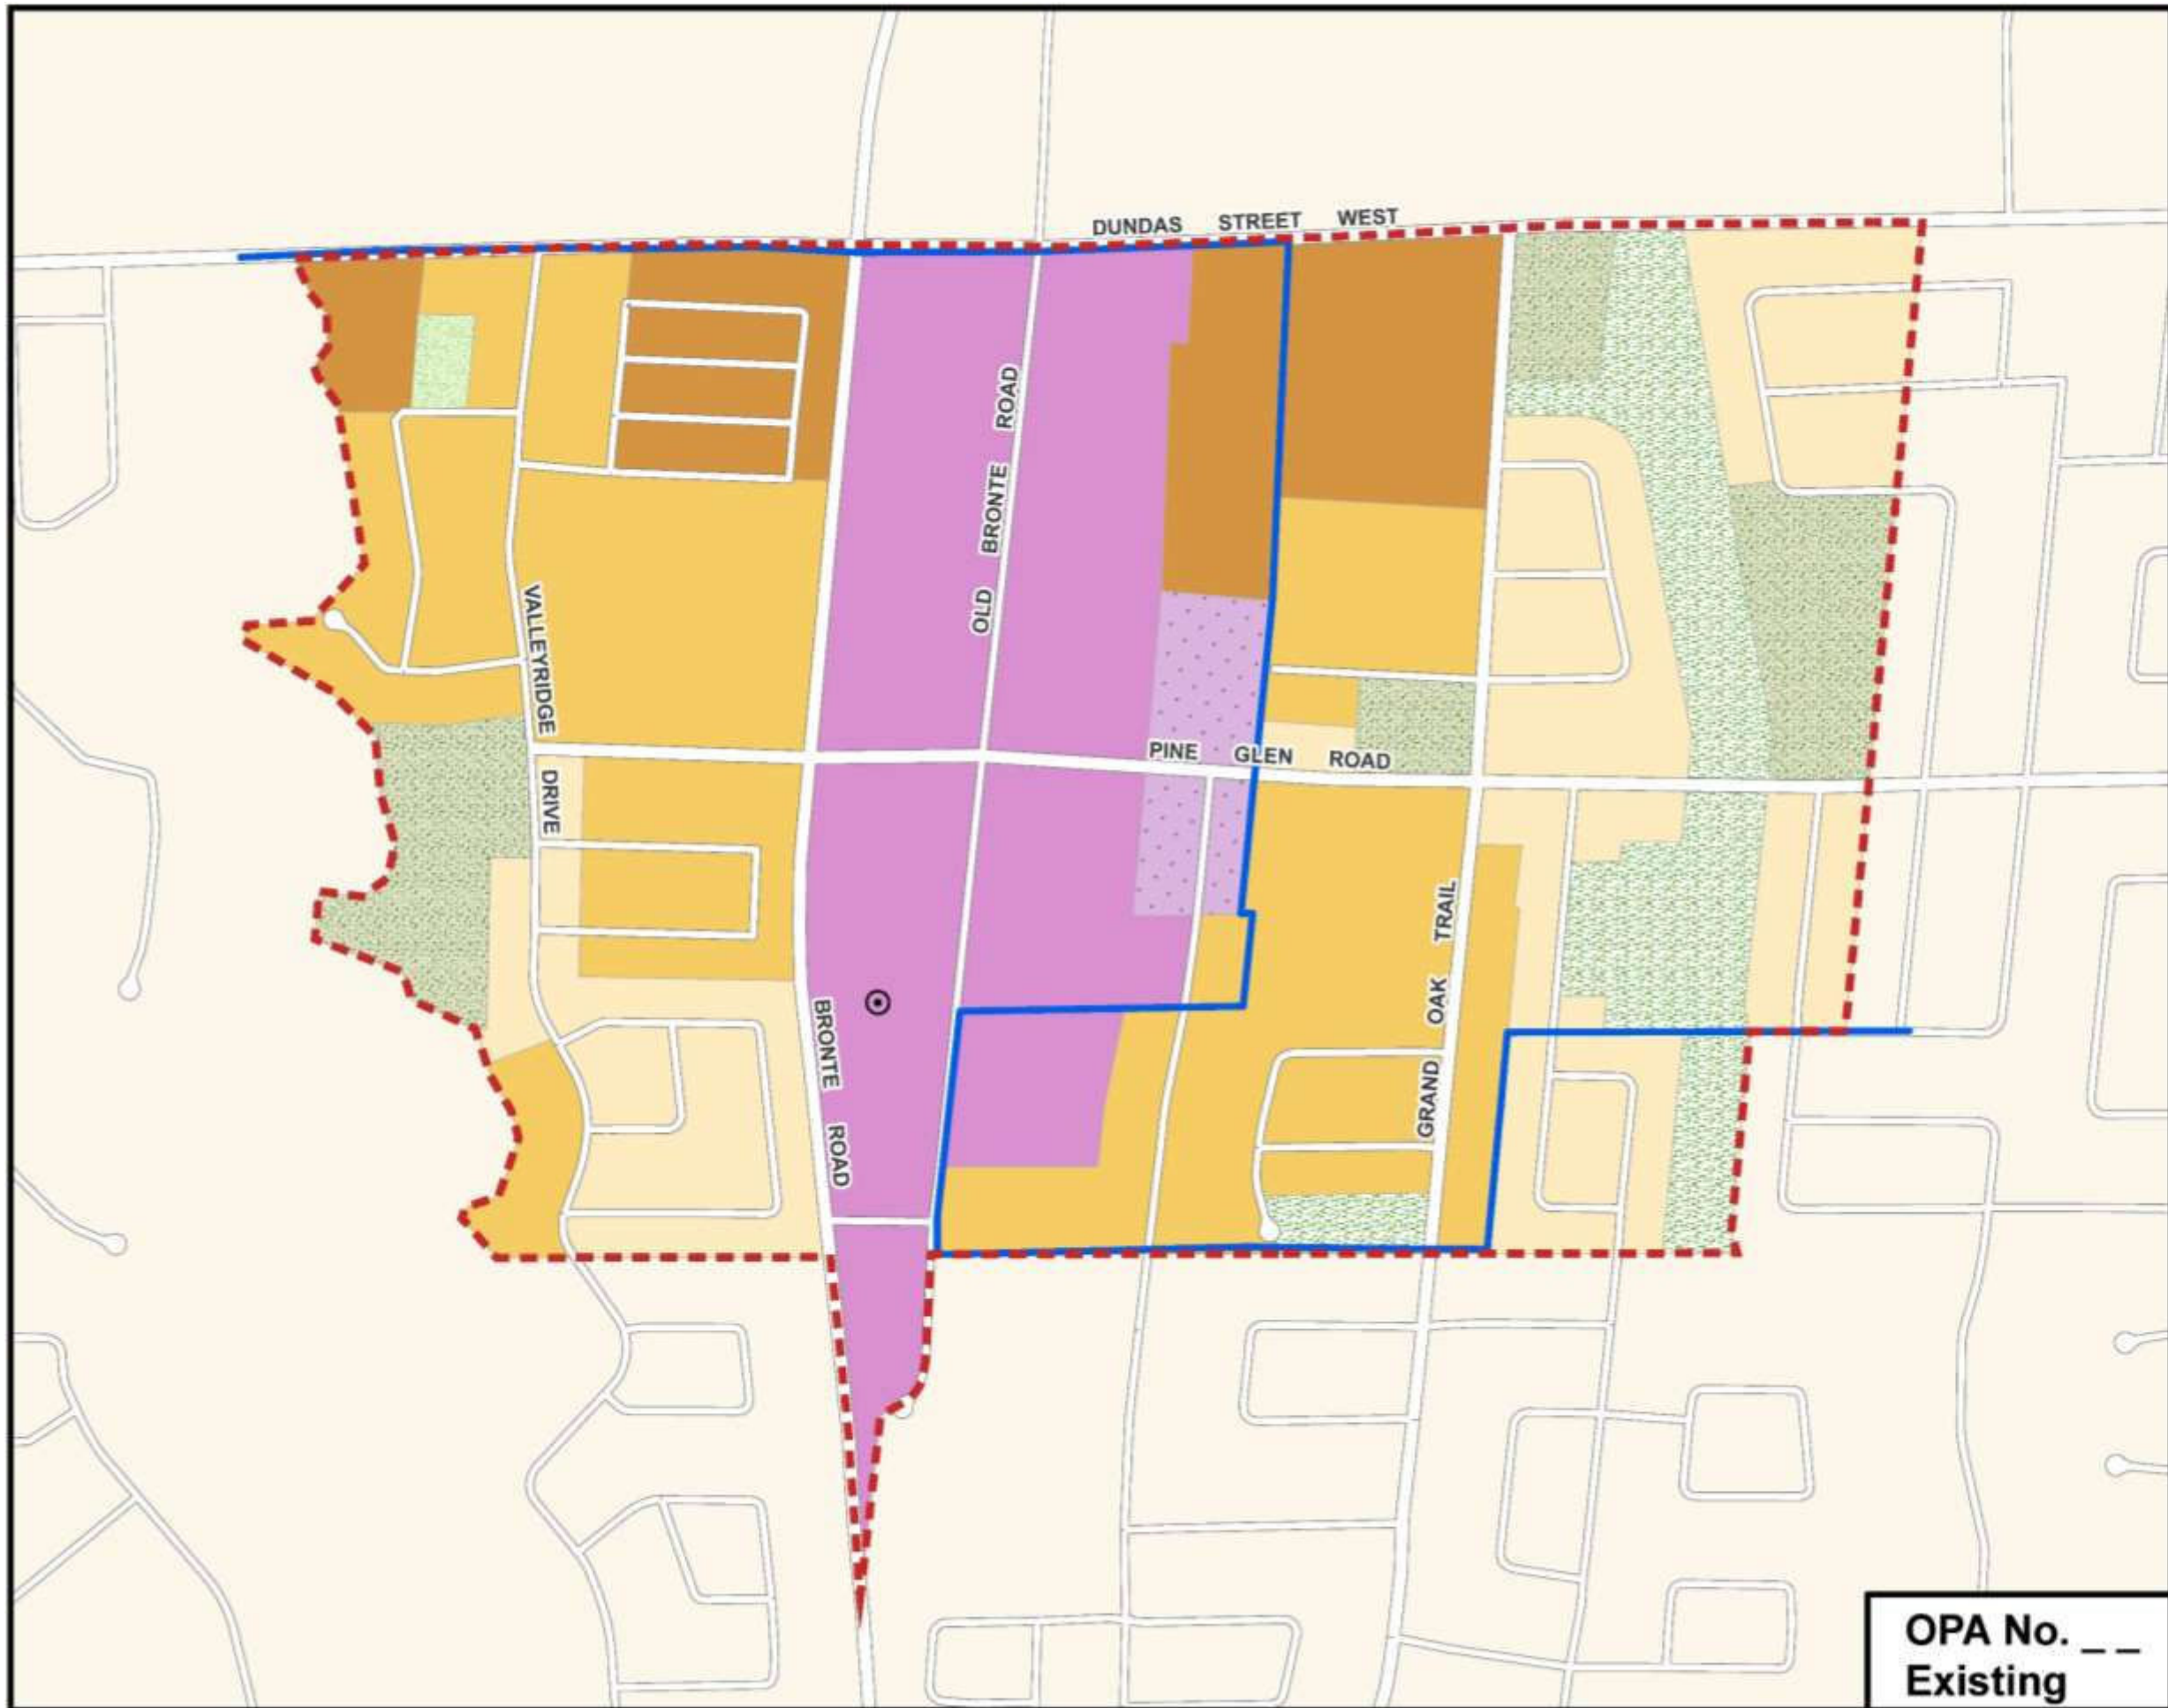 DUNDAS STREET WEST
OLD BRONTE ROAD
VALLEYRIDGE DRIVE
PINE GLEN ROAD
GRAND OAK TRAIL
BRONTE ROAD
OPA No. _ _
Existing